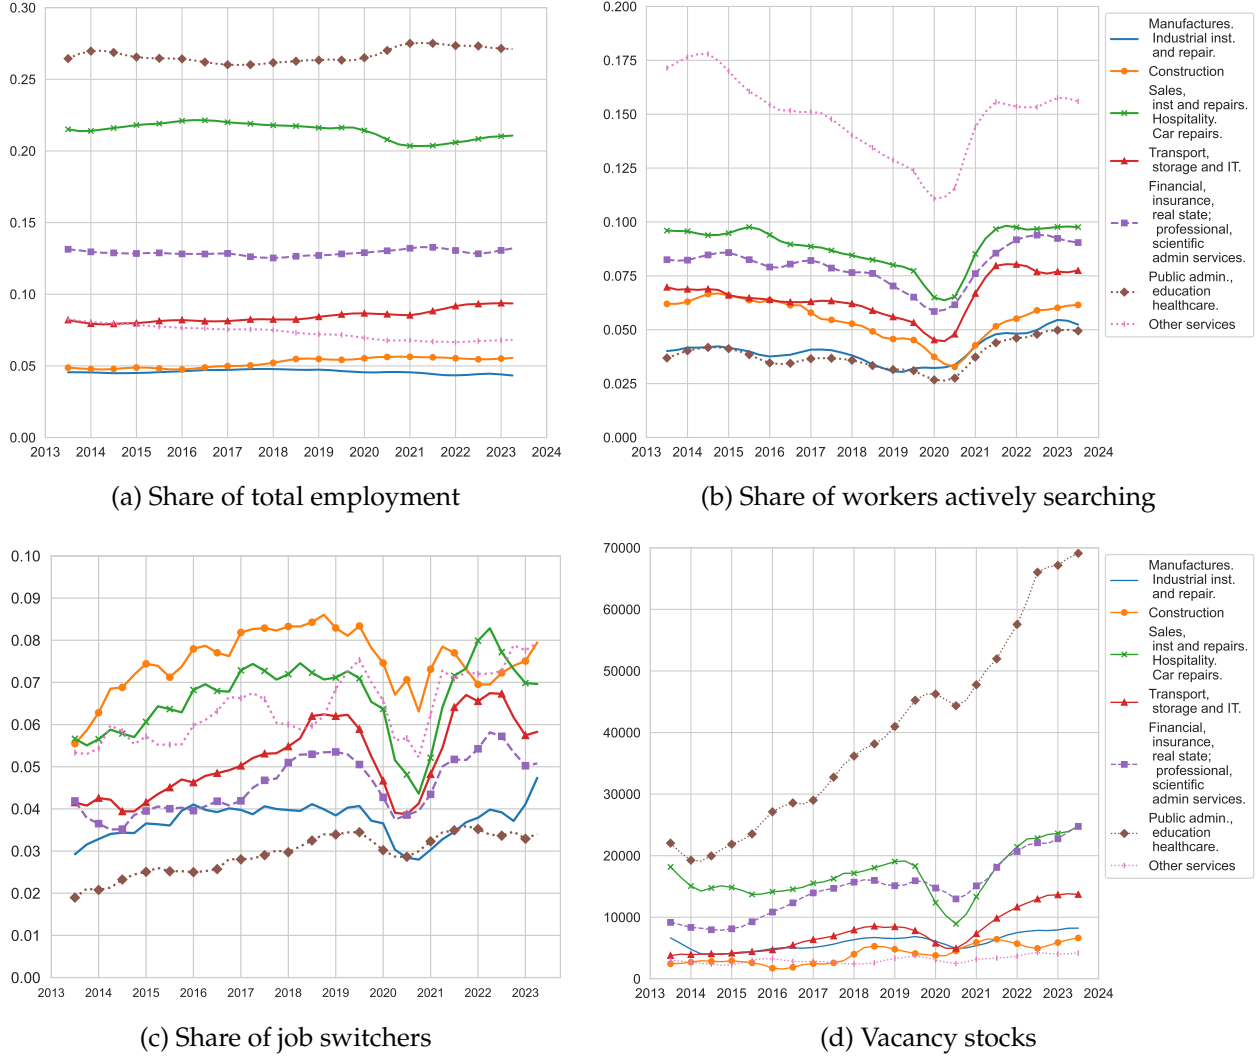 0.30
0.25
0.20
0.15
0.10
0.05
0.00
2013 2014 2015 2016 2017 2018 2019 2020 2021 2022 2023 2024
(a) Share of total employment
0.200
0.175
0.150
0.125
0.100
0.075
0.050
0.025
0.000
2013 2014 2015 2016 2017 2018 2019 2020 2021 2022 2023 2024
(b) Share of workers actively searching
Manufactures.
Industrial inst.
and repair.
Construction
Sales,
inst and repairs.
Hospitality.
Car repairs.
Transport,
storage and IT.
Financial,
insurance,
real state;
professional,
scientific
admin services.
Public admin.,
education
healthcare.
Other services
0.10
0.09
0.08
0.07
0.06
0.05
0.04
0.03
0.02
0.01
0.00
2013 2014 2015 2016 2017 2018 2019 2020 2021 2022 2023
(c) Share of job switchers
70000
60000
50000
40000
30000
20000
10000
0
2013 2014 2015 2016 2017 2018 2019 2020 2021 2022 2023 2024
(d) Vacancy stocks
Manufactures.
Industrial inst.
and repair.
Construction
Sales,
inst and repairs.
Hospitality.
Car repairs.
Transport,
storage and IT.
Financial,
insurance,
real state;
professional,
scientific
admin services.
Public admin.,
education
healthcare.
Other services